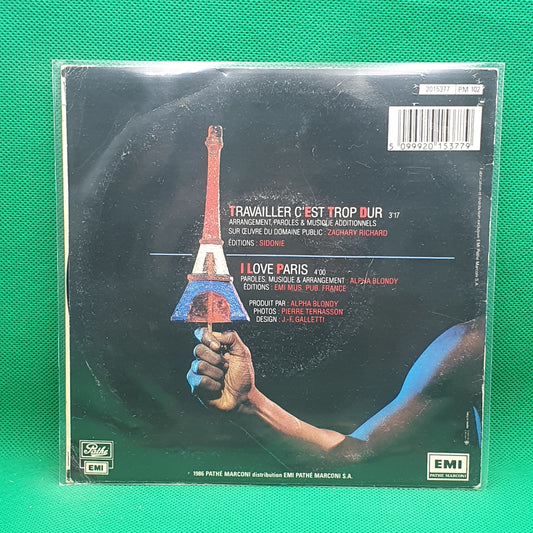 2015377 PM 102
5 099920 153779
TRAVAILLER C'EST TROP DUR 3'17
ARRANGEMENT, PAROLES & MUSIQUE ADDITIONNELS
SUR ŒUVRE DU DOMAINE PUBLIC : ZACHARY RICHARD
ÉDITIONS : SIDONIE
I LOVE PARIS 4'00
PAROLES, MUSIQUE & ARRANGEMENT : ALPHA BLONDY
ÉDITIONS : EMI MUS. PUB. FRANCE
PRODUIT PAR : ALPHA BLONDY
PHOTOS : PIERRE TERRASSON
DESIGN : J.-F. GALLETTI
Pathé
EMI
1986 PATHÉ MARCONI distribution EMI PATHÉ MARCONI S.A.
EMI
PATHÉ MARCONI